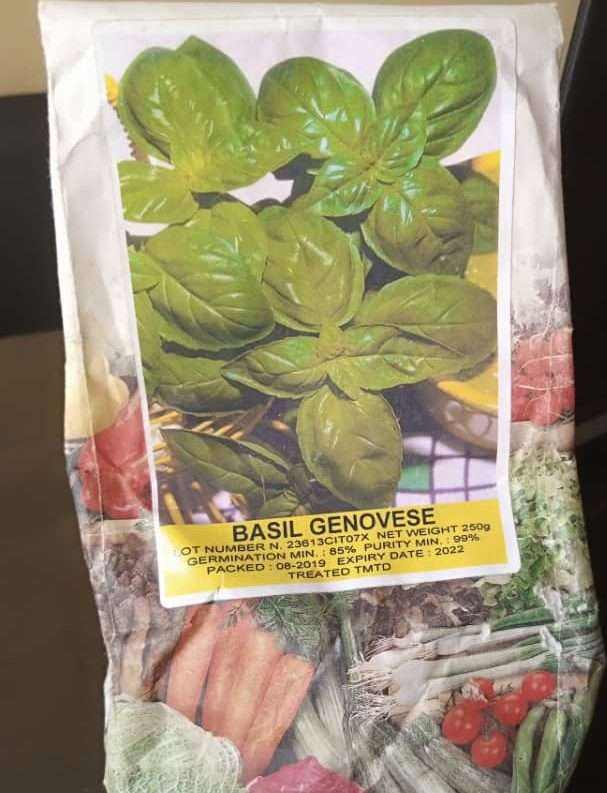 BASIL GENOVESE
LOT NUMBER N. 23613CIT07X NET WEIGHT 250g
GERMINATION MIN. : 85% PURITY MIN. : 99%
PACKED : 08-2019 EXPIRY DATE : 2022
TREATED TMTD